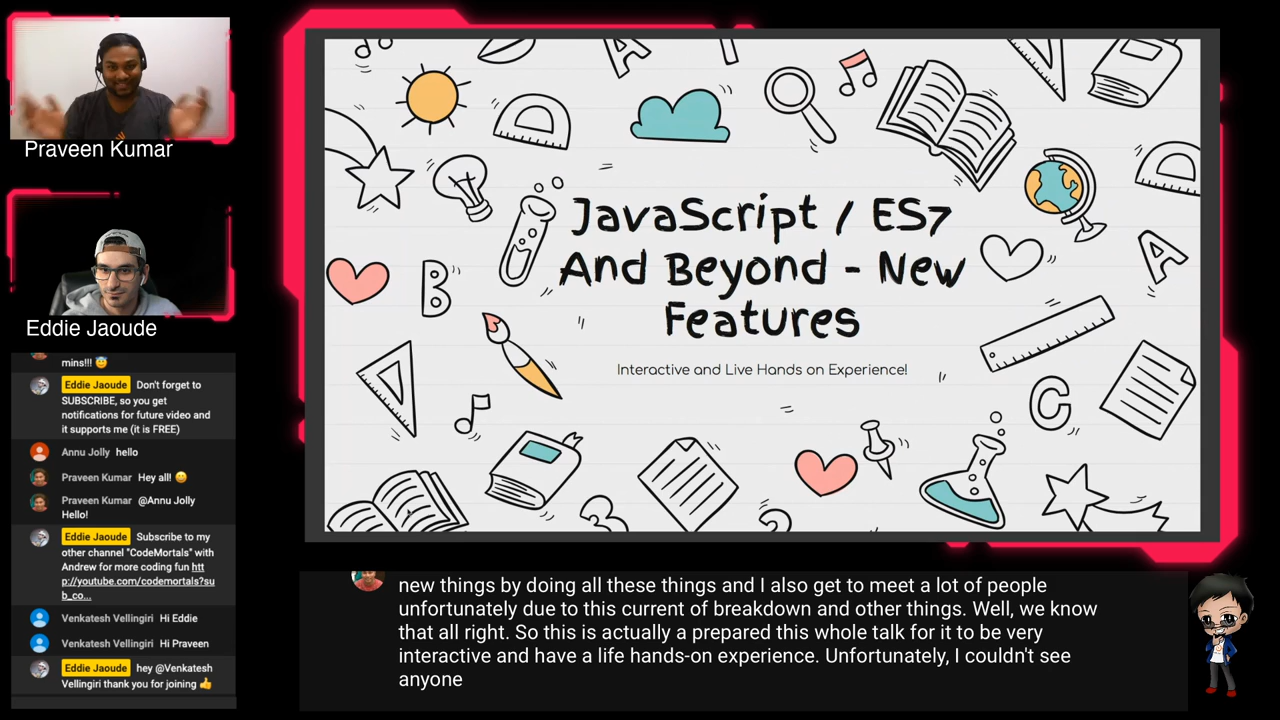 Praveen Kumar
Eddie Jaoude
mins!!! 😇
Eddie Jaoude Don't forget to
SUBSCRIBE, so you get
notifications for future video and
it supports me (it is FREE)
Annu Jolly hello
Praveen Kumar Hey all! 😀
Praveen Kumar @Annu Jolly
Hello!
Eddie Jaoude Subscribe to my
other channel "CodeMortals" with
Andrew for more coding fun htt
p://youtube.com/codemortals?su
b_co...
Venkatesh Vellingiri Hi Eddie
Venkatesh Vellingiri Hi Praveen
Eddie Jaoude hey @Venkatesh
Vellingiri thank you for joining 👍
A
A
B
C
3
2
JavaScript / ES7
And Beyond - New
Features
Interactive and Live Hands on Experience!
new things by doing all these things and I also get to meet a lot of people
unfortunately due to this current of breakdown and other things. Well, we know
that all right. So this is actually a prepared this whole talk for it to be very
interactive and have a life hands-on experience. Unfortunately, I couldn't see
anyone